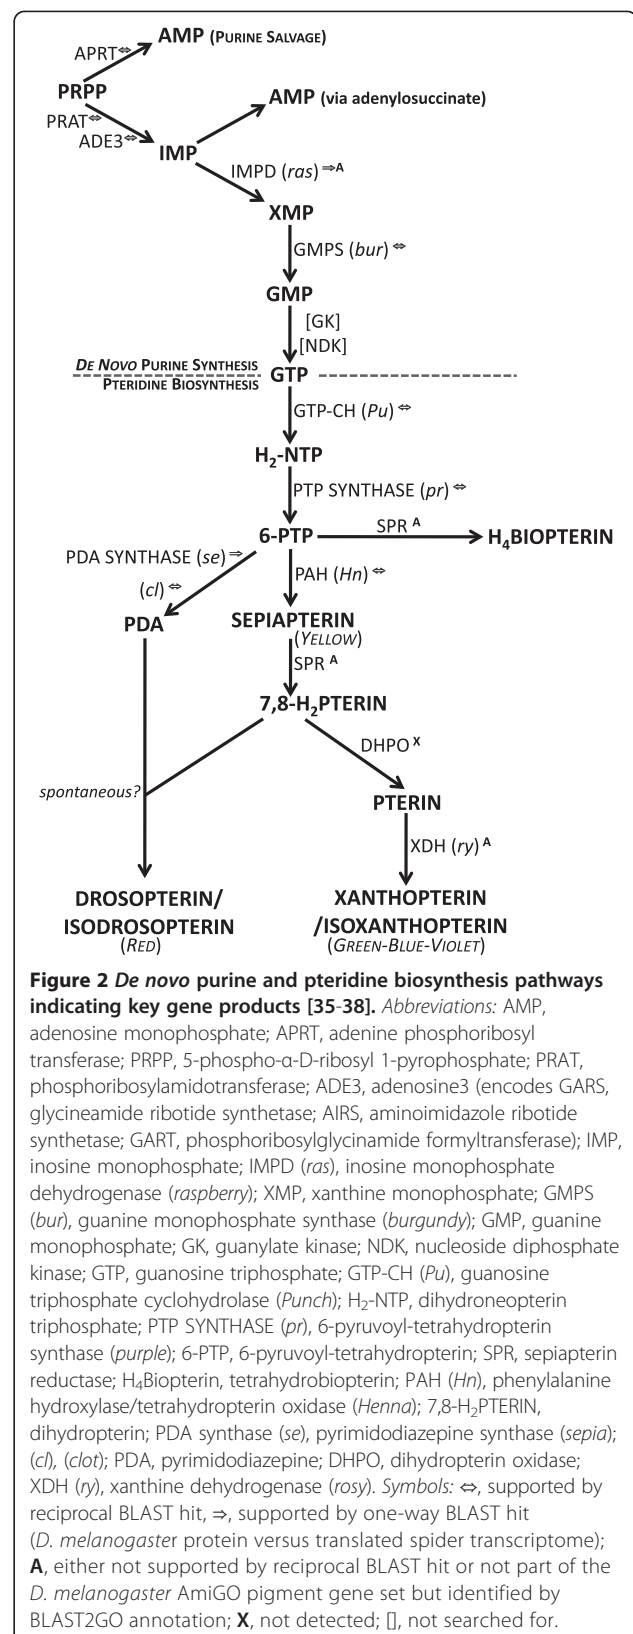 AMP (PURINE SALVAGE)
APRT⇔
PRPP
AMP (via adenylosuccinate)
PRAT⇔
ADE3⇔
IMP
IMPD (ras) ⇒A
XMP
GMPS (bur) ⇔
GMP
[GK]
[NDK]
DE NOVO PURINE SYNTHESIS
PTERIDINE BIOSYNTHESIS
GTP
GTP-CH (Pu) ⇔
H₂-NTP
PTP SYNTHASE (pr) ⇔
6-PTP
SPR A
H₄BIOPTERIN
PDA SYNTHASE (se) ⇒
(cl) ⇔
PAH (Hn) ⇔
PDA
SEPIAPTERIN
(YELLOW)
SPR A
7,8-H₂PTERIN
DHPO X
spontaneous?
PTERIN
XDH (ry) A
DROSOPTERIN/
ISODROSOPTERIN
(RED)
XANTHOPTERIN
/ISOXANTHOPTERIN
(GREEN-BLUE-VIOLET)
Figure 2 De novo purine and pteridine biosynthesis pathways
indicating key gene products [35-38]. Abbreviations: AMP,
adenosine monophosphate; APRT, adenine phosphoribosyl
transferase; PRPP, 5-phospho-α-D-ribosyl 1-pyrophosphate; PRAT,
phosphoribosylamidotransferase; ADE3, adenosine3 (encodes GARS,
glycineamide ribotide synthetase; AIRS, aminoimidazole ribotide
synthetase; GART, phosphoribosylglycinamide formyltransferase); IMP,
inosine monophosphate; IMPD (ras), inosine monophosphate
dehydrogenase (raspberry); XMP, xanthine monophosphate; GMPS
(bur), guanine monophosphate synthase (burgundy); GMP, guanine
monophosphate; GK, guanylate kinase; NDK, nucleoside diphosphate
kinase; GTP, guanosine triphosphate; GTP-CH (Pu), guanosine
triphosphate cyclohydrolase (Punch); H₂-NTP, dihydroneopterin
triphosphate; PTP SYNTHASE (pr), 6-pyruvoyl-tetrahydropterin
synthase (purple); 6-PTP, 6-pyruvoyl-tetrahydropterin; SPR, sepiapterin
reductase; H₄Biopterin, tetrahydrobiopterin; PAH (Hn), phenylalanine
hydroxylase/tetrahydropterin oxidase (Henna); 7,8-H₂PTERIN,
dihydropterin; PDA synthase (se), pyrimidodiazepine synthase (sepia);
(cl), (clot); PDA, pyrimidodiazepine; DHPO, dihydropterin oxidase;
XDH (ry), xanthine dehydrogenase (rosy). Symbols: ⇔, supported by
reciprocal BLAST hit, ⇒, supported by one-way BLAST hit
(D. melanogaster protein versus translated spider transcriptome);
A, either not supported by reciprocal BLAST hit or not part of the
D. melanogaster AmiGO pigment gene set but identified by
BLAST2GO annotation; X, not detected; [], not searched for.